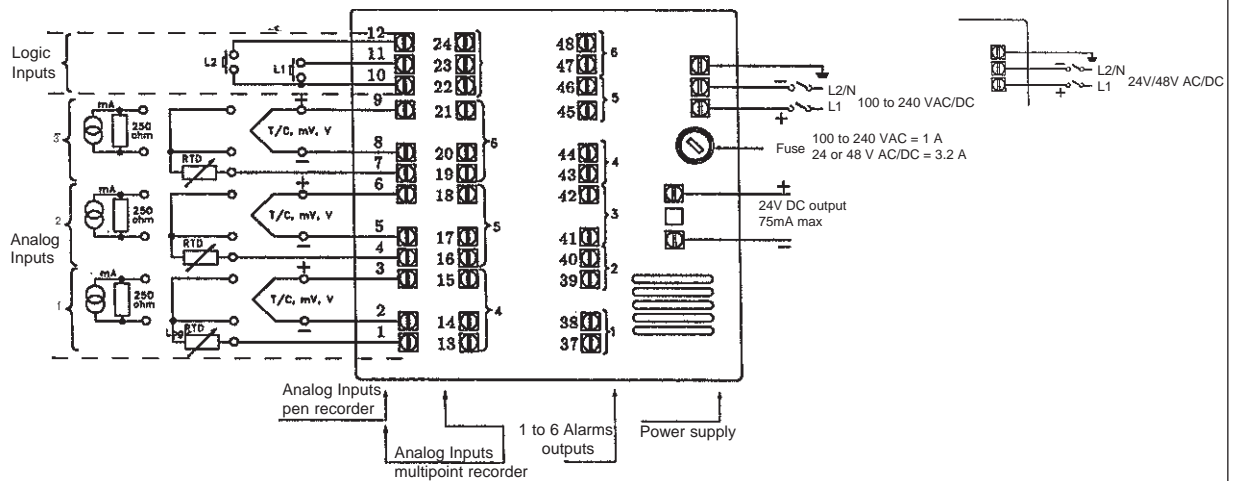 Logic
Inputs
L2
L1
12
11
10
24
23
22
48
47
46
45
6
5
L2/N
L1
100 to 240 VAC/DC
L2/N
L1
24V/48V AC/DC
3
mA
250
ohm
RTD
+
T/C, mV, V
−
9
8
7
21
20
19
6
Fuse
100 to 240 VAC = 1 A
24 or 48 V AC/DC = 3.2 A
44
43
4
2
Analog
Inputs
mA
250
ohm
RTD
+
T/C, mV, V
−
6
5
4
18
17
16
5
42
41
3
+
24V DC output
75mA max
−
40
39
2
1
mA
250
ohm
RTD
+
T/C, mV, V
−
3
2
1
15
14
13
4
38
37
1
Analog Inputs
pen recorder
Analog Inputs
multipoint recorder
1 to 6 Alarms
outputs
Power supply